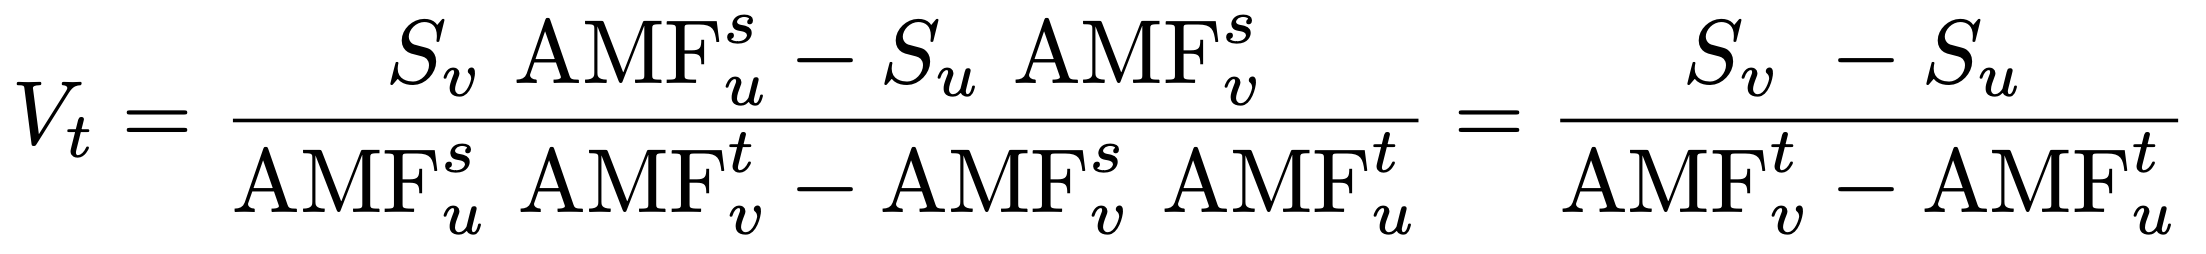 $V_t = \frac{S_v \ \mathrm{AMF}_u^s - S_u \ \mathrm{AMF}_v^s}{\mathrm{AMF}_u^s \ \mathrm{AMF}_v^t - \mathrm{AMF}_v^s \ \mathrm{AMF}_u^t} = \frac{S_v \ - S_u}{\mathrm{AMF}_v^t - \mathrm{AMF}_u^t}$